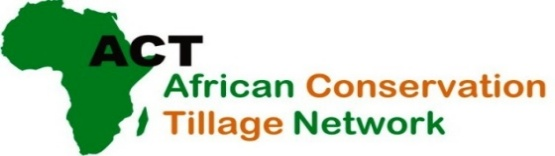 ACT
African Conservation
Tillage Network